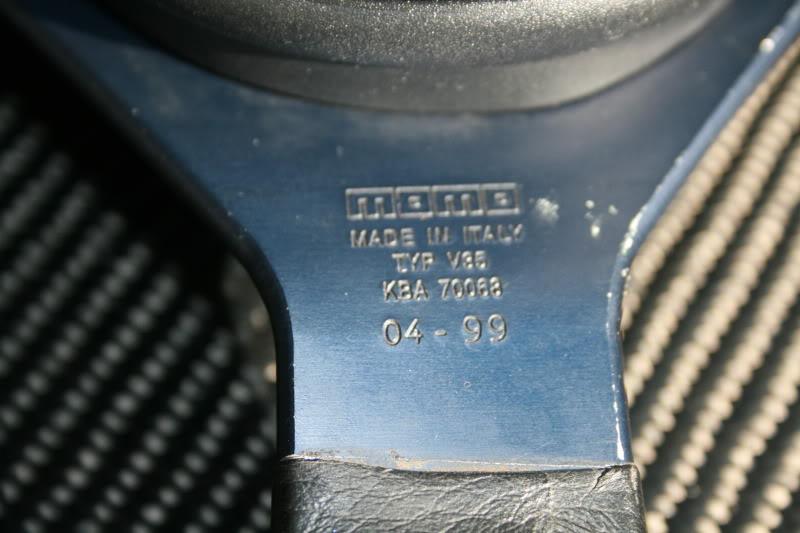 momo
MADE IN ITALY
TYP V35
KBA 70068
04-99